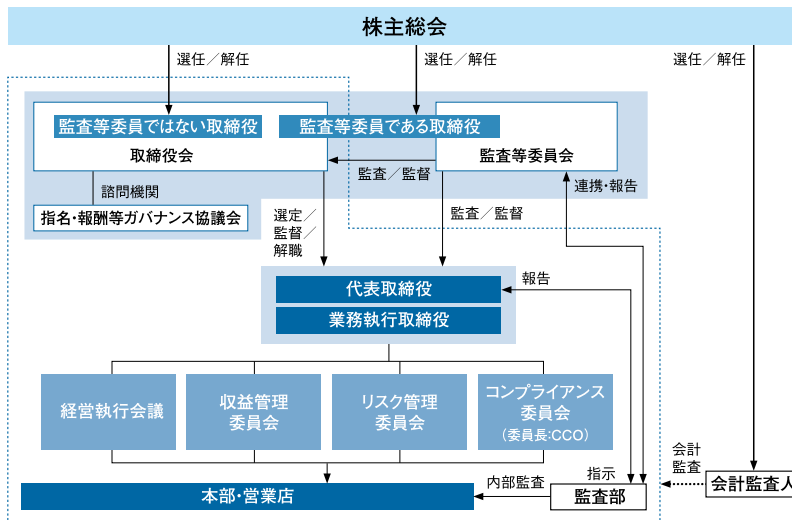 株主総会
選任／解任
選任／解任
選任／解任
監査等委員ではない取締役
監査等委員である取締役
取締役会
監査等委員会
監査／監督
諮問機関
連携・報告
指名・報酬等ガバナンス協議会
選定／
監督／
解職
監査／監督
代表取締役
報告
業務執行取締役
経営執行会議
収益管理
委員会
リスク管理
委員会
コンプライアンス
委員会
（委員長：CCO）
会計
監査
指示
内部監査
本部・営業店
監査部
会計監査人